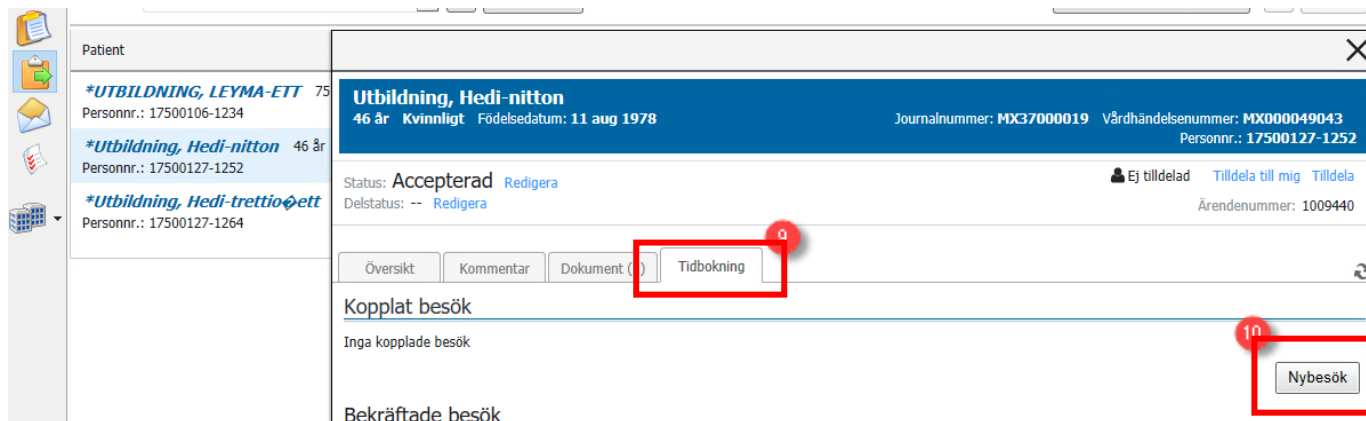 Patient
*UTBILDNING, LEYMA-ETT 75
Personnr.: 17500106-1234
*Utbildning, Hedi-nitton 46 år
Personnr.: 17500127-1252
*Utbildning, Hedi-trettio�ett
Personnr.: 17500127-1264
Utbildning, Hedi-nitton
46 år Kvinnligt Födelsedatum: 11 aug 1978 Journalnummer: MX37000019 Vårdhändelsenummer: MX000049043
Personnr.: 17500127-1252
Status: Accepterad Redigera Ej tilldelad Tilldela till mig Tilldela
Delstatus: -- Redigera Ärendenummer: 1009440
9
Översikt Kommentar Dokument ( ) Tidbokning
Kopplat besök
Inga kopplade besök
10
Nybesök
Bekräftade besök